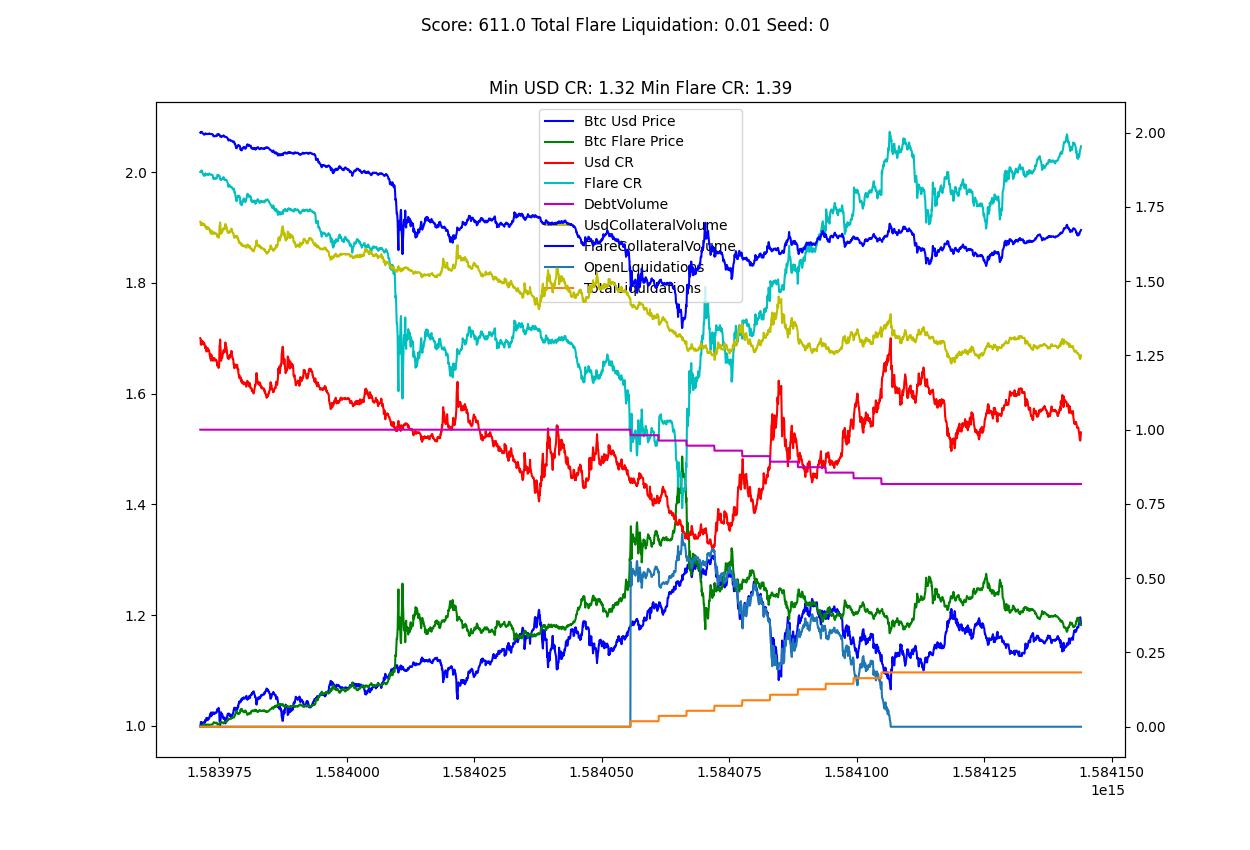 Score: 611.0 Total Flare Liquidation: 0.01 Seed: 0
Min USD CR: 1.32 Min Flare CR: 1.39
Btc Usd Price
Btc Flare Price
Usd CR
Flare CR
DebtVolume
UsdCollateralVolume
FlareCollateralVolume
OpenLiquidations
TotalLiquidations
2.0
1.8
1.6
1.4
1.2
1.0
2.00
1.75
1.50
1.25
1.00
0.75
0.50
0.25
0.00
1.583975 1.584000 1.584025 1.584050 1.584075 1.584100 1.584125 1.584150
1e15